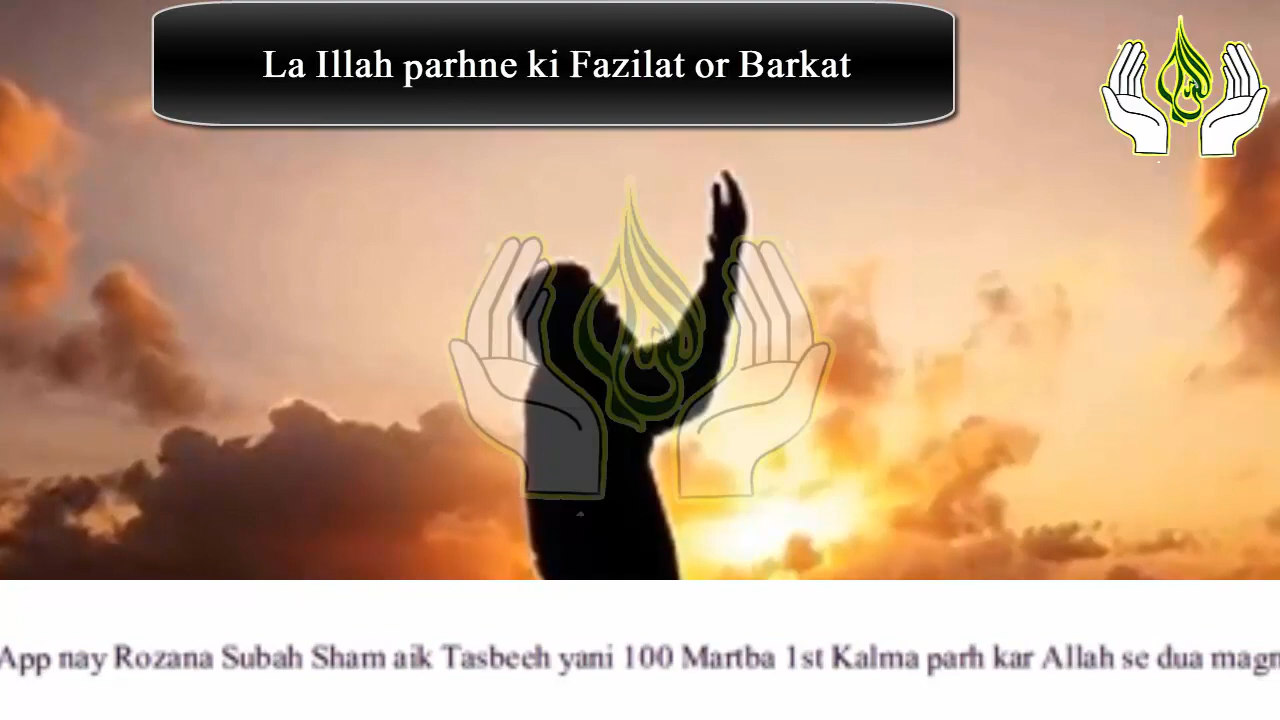 La Illah parhne ki Fazilat or Barkat
App nay Rozana Subah Sham aik Tasbeeh yani 100 Martba 1st Kalma parh kar Allah se dua magn